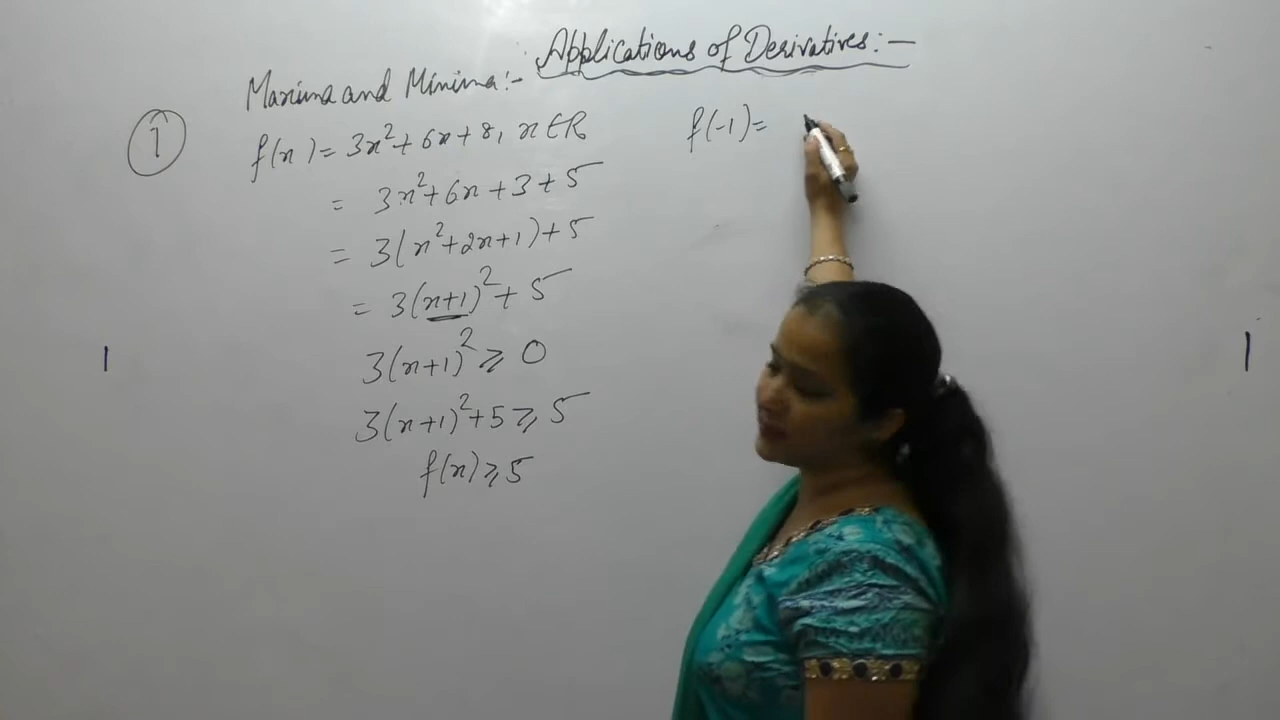 Applications of Derivatives:-
Maxima and Minima:-
1
f(x) = 3x²+ 6x + 8, x ∈ R
= 3x²+ 6x + 3 + 5
= 3(x²+2x+1)+5
= 3(x+1)²+ 5
3(x+1)² ⩾ 0
3(x+1)²+5 ⩾ 5
f(x) ⩾ 5
f(-1)=